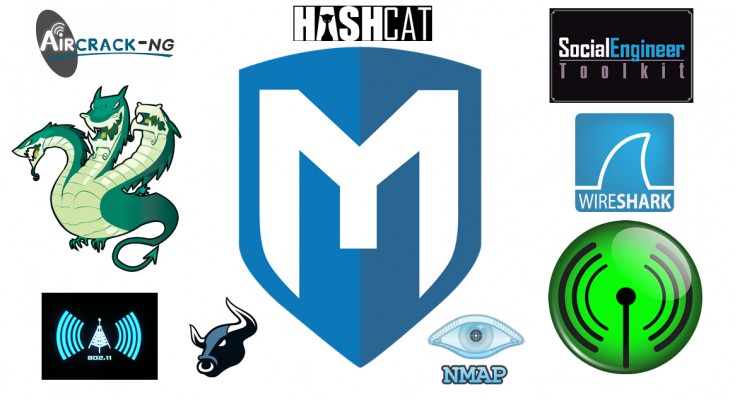 HASHCAT
AIRCRACK-NG
SocialEngineer
Toolkit
WIRESHARK
M
802.11
NMAP